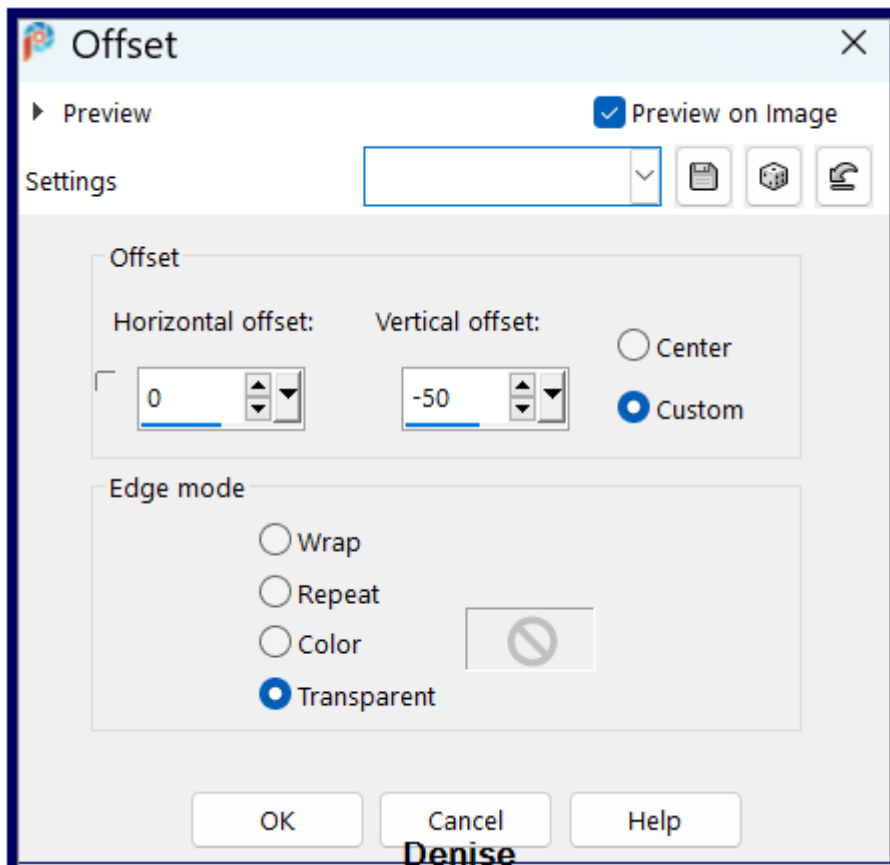 Offset
Preview
Preview on Image
Settings
Offset
Horizontal offset:
Vertical offset:
Center
0
-50
Custom
Edge mode
Wrap
Repeat
Color
Transparent
OK
Cancel
Help
Denise